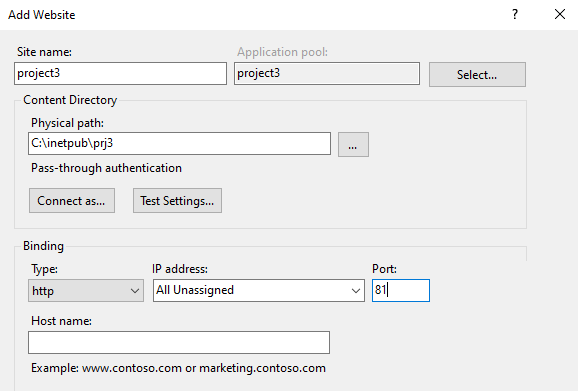 Add Website
? 
Site name:
Application pool:
project3
project3
Select...
Content Directory
Physical path:
C:\inetpub\prj3
...
Pass-through authentication
Connect as...
Test Settings...
Binding
Type:
IP address:
Port:
http
All Unassigned
81
Host name:
Example: www.contoso.com or marketing.contoso.com